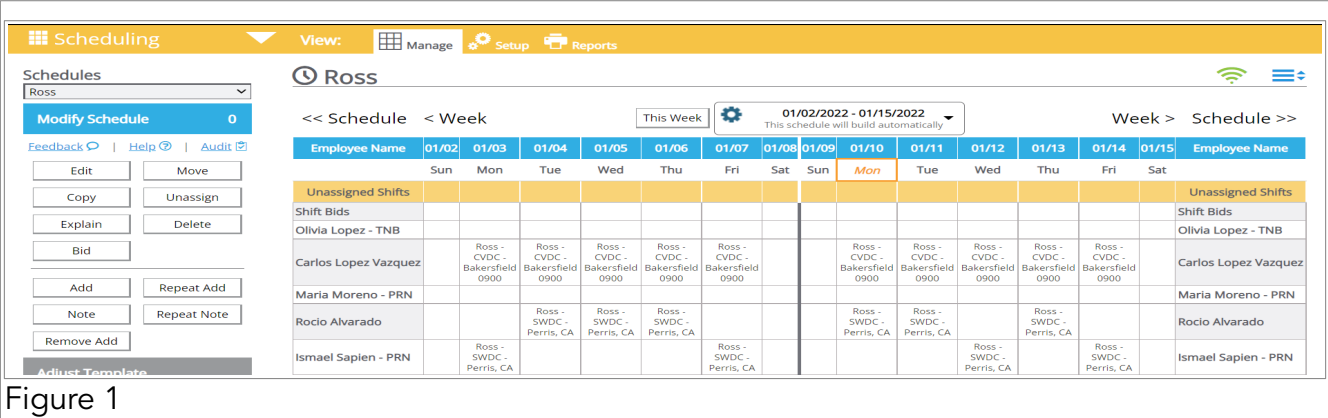 Scheduling View: Manage Setup Reports
Schedules
Ross
Modify Schedule 0
Feedback | Help | Audit
Edit Move
Copy Unassign
Explain Delete
Bid
Add Repeat Add
Note Repeat Note
Remove Add
Adjust Template
Ross
<< Schedule < Week This Week 01/02/2022 - 01/15/2022 Week > Schedule >>
This schedule will build automatically
Employee Name 01/02 01/03 01/04 01/05 01/06 01/07 01/08 01/09 01/10 01/11 01/12 01/13 01/14 01/15 Employee Name
Sun Mon Tue Wed Thu Fri Sat Sun Mon Tue Wed Thu Fri Sat
Unassigned Shifts Unassigned Shifts
Shift Bids Shift Bids
Olivia Lopez - TNB Olivia Lopez - TNB
Ross - Ross - Ross - Ross - Ross - Ross - Ross - Ross - Ross - Ross -
CVDC - CVDC - CVDC - CVDC - CVDC - CVDC - CVDC - CVDC - CVDC - CVDC -
Carlos Lopez Vazquez Bakersfield Bakersfield Bakersfield Bakersfield Bakersfield Bakersfield Bakersfield Bakersfield Bakersfield Bakersfield Carlos Lopez Vazquez
0900 0900 0900 0900 0900 0900 0900 0900 0900 0900
Maria Moreno - PRN Maria Moreno - PRN
Ross - Ross - Ross - Ross - Ross - Ross -
Rocio Alvarado SWDC - SWDC - SWDC - SWDC - SWDC - SWDC - Rocio Alvarado
Perris, CA Perris, CA Perris, CA Perris, CA Perris, CA Perris, CA
Ross - Ross - Ross - Ross -
Ismael Sapien - PRN SWDC - SWDC - SWDC - SWDC - Ismael Sapien - PRN
Perris, CA Perris, CA Perris, CA Perris, CA
Figure 1